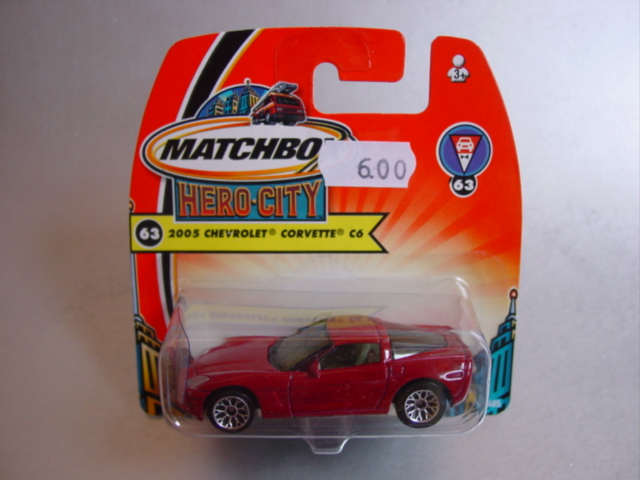 3+
MATCHBO
6.00
HERO·CITY
63
63 2005 CHEVROLET® CORVETTE® C6